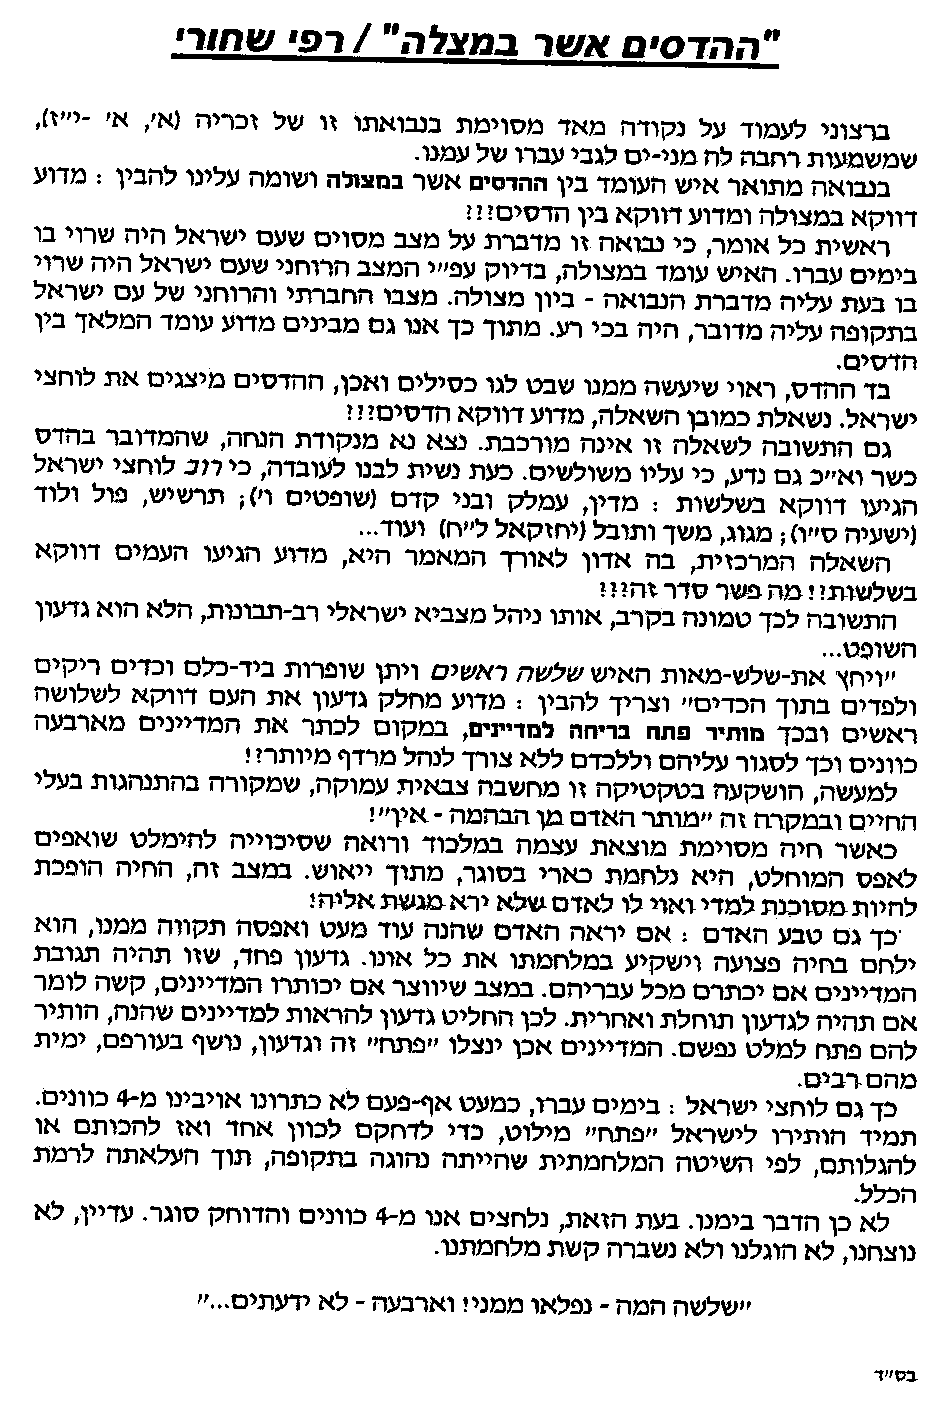 "ההדסים אשר במצלה" / רפי שחורי
ברצוני לעמוד על נקודה מאד מסוימת בנבואתו זו של זכריה (א', א' -י"ז),
שמשמעות רחבה לה מני-ים לגבי עברו של עמנו.
בנבואה מתואר איש העומד בין ההדסים אשר במצולה ושומה עלינו להבין : מדוע
דווקא במצולה ומדוע דווקא בין הדסים???
ראשית כל אומר, כי נבואה זו מדברת על מצב מסוים שעם ישראל היה שרוי בו
בימים עברו. האיש עומד במצולה, בדיוק עפ"י המצב הרוחני שעם ישראל היה שרוי
בו בעת עליה מדברת הנבואה - ביון מצולה. מצבו החברתי והרוחני של עם ישראל
בתקופה עליה מדובר, היה בכי רע. מתוך כך אנו גם מבינים מדוע עומד המלאך בין
הדסים.
בד ההדס, ראוי שיעשה ממנו שבט לגו כסילים ואכן, ההדסים מיצגים את לוחצי
ישראל. נשאלת כמובן השאלה, מדוע דווקא הדסים???
גם התשובה לשאלה זו אינה מורכבת. נצא נא מנקודת הנחה, שהמדובר בהדס
כשר וא"כ גם נדע, כי עליו משולשים. כעת נשית לבנו לעובדה, כי רוב לוחצי ישראל
הגיעו דווקא בשלשות : מדין, עמלק ובני קדם (שופטים ו'); תרשיש, פול ולוד
(ישעיה ס"ו); מגוג, משך ותובל (יחזקאל ל"ח) ועוד...
השאלה המרכזית, בה אדון לאורך המאמר היא, מדוע הגיעו העמים דווקא
בשלשות?! מה פשר סדר זה???
התשובה לכך טמונה בקרב, אותו ניהל מצביא ישראלי רב-תבונות, הלא הוא גדעון
השופט...
"ויחץ את-שלש-מאות האיש שלשה ראשים ויתן שופרות ביד-כלם וכדים ריקים
ולפדים בתוך הכדים" וצריך להבין : מדוע מחלק גדעון את העם דווקא לשלושה
ראשים ובכך מותיר פתח בריחה למדיינים, במקום לכתר את המדיינים מארבעה
כוונים וכך לסגור עליהם וללכדם ללא צורך לנהל מרדף מיותר?!
למעשה, הושקעה בטקטיקה זו מחשבה צבאית עמוקה, שמקורה בהתנהגות בעלי
החיים ובמקרה זה "מותר האדם מן הבהמה - אין"!
כאשר חיה מסוימת מוצאת עצמה במלכוד ורואה שסיכוייה להימלט שואפים
לאפס המוחלט, היא נלחמת כארי בסוגר, מתוך ייאוש. במצב זה, החיה הופכת
להיות מסוכנת למדי ואוי לו לאדם שלא ירא מגשת אליה!
כך גם טבע האדם : אם יראה האדם שהנה עוד מעט ואפסה תקווה ממנו, הוא
ילחם בחיה פצועה וישקיע במלחמתו את כל אונו. גדעון פחד, שזו תהיה תגובת
המדיינים אם יכתרם מכל עבריהם. במצב שיווצר אם יכותרו המדיינים, קשה לומר
אם תהיה לגדעון תוחלת ואחרית. לכן החליט גדעון להראות למדיינים שהנה, הותיר
להם פתח למלט נפשם. המדיינים אכן ינצלו "פתח" זה וגדעון, נושף בעורפם, ימית
מהם רבים.
כך גם לוחצי ישראל : בימים עברו, כמעט אף-פעם לא כתרונו אויבינו מ-4 כוונים.
תמיד הותירו לישראל "פתח" מילוט, כדי לדחקם לכוון אחד ואז להכותם או
להגלותם, לפי השיטה המלחמתית שהייתה נהוגה בתקופה, תוך העלאתה לרמת
הכלל.
לא כן הדבר בימנו. בעת הזאת, נלחצים אנו מ-4 כוונים והדוחק סוגר. עדיין, לא
נוצחנו, לא הוגלנו ולא נשברה קשת מלחמתנו.
"שלשה המה - נפלאו ממני! וארבעה - לא ידעתים..."
בס"ד